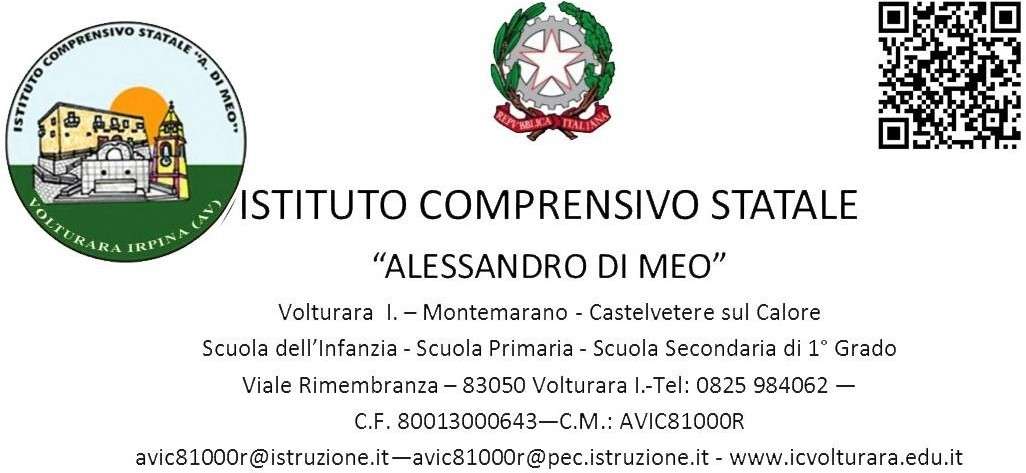 ISTITUTO COMPRENSIVO STATALE "A. DI MEO"
VOLTURARA IRPINA (AV)
REPVBBLICA ITALIANA
ISTITUTO COMPRENSIVO STATALE
“ALESSANDRO DI MEO”
Volturara I. – Montemarano - Castelvetere sul Calore
Scuola dell’Infanzia - Scuola Primaria - Scuola Secondaria di 1° Grado
Viale Rimembranza – 83050 Volturara I.-Tel: 0825 984062 —
C.F. 80013000643—C.M.: AVIC81000R
avic81000r@istruzione.it—avic81000r@pec.istruzione.it - www.icvolturara.edu.it